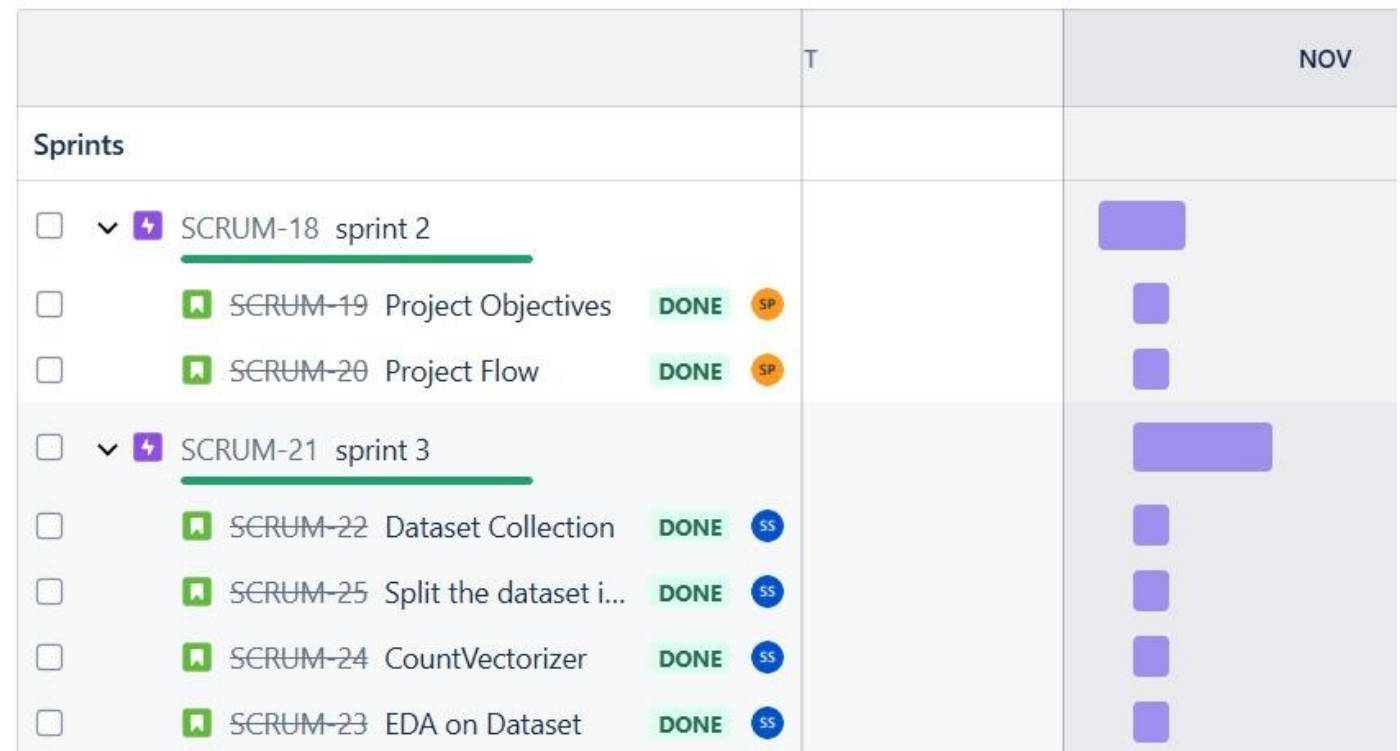 T NOV
Sprints
SCRUM-18 sprint 2
SCRUM-19 Project Objectives DONE SP
SCRUM-20 Project Flow DONE SP
SCRUM-21 sprint 3
SCRUM-22 Dataset Collection DONE SS
SCRUM-25 Split the dataset i... DONE SS
SCRUM-24 CountVectorizer DONE SS
SCRUM-23 EDA on Dataset DONE SS